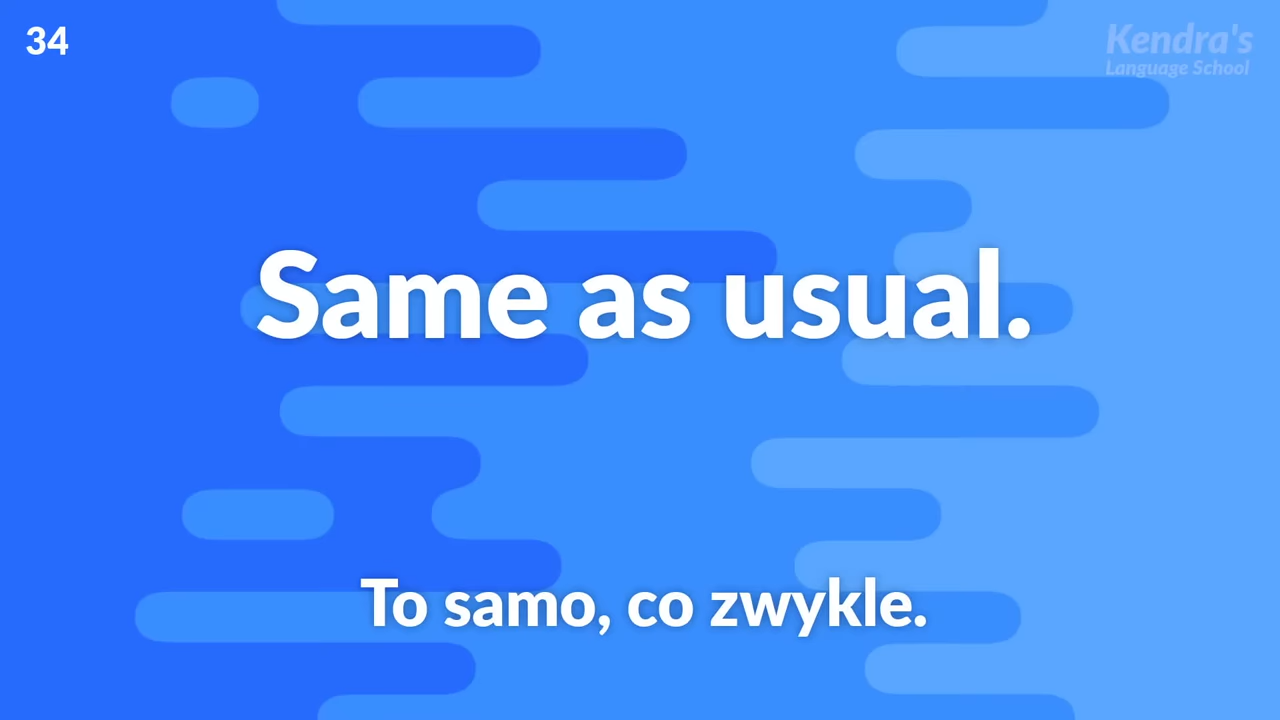 34
Kendra's
Language School
Same as usual.
To samo, co zwykle.